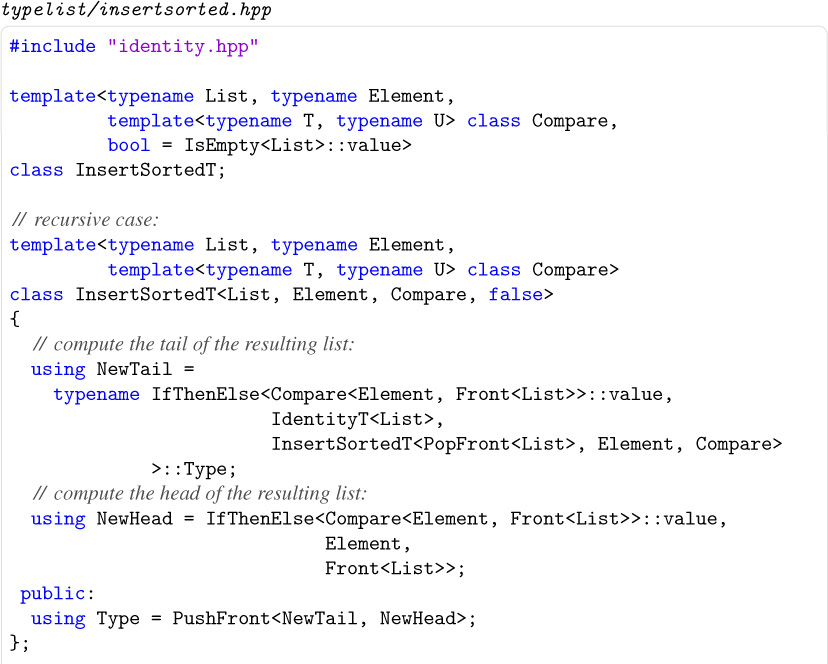 typelist/insertsorted.hpp
#include "identity.hpp"
template<typename List, typename Element,
template<typename T, typename U> class Compare,
bool = IsEmpty<List>::value>
class InsertSortedT;
// recursive case:
template<typename List, typename Element,
template<typename T, typename U> class Compare>
class InsertSortedT<List, Element, Compare, false>
{
// compute the tail of the resulting list:
using NewTail =
typename IfThenElse<Compare<Element, Front<List>>::value,
IdentityT<List>,
InsertSortedT<PopFront<List>, Element, Compare>
>::Type;
// compute the head of the resulting list:
using NewHead = IfThenElse<Compare<Element, Front<List>>::value,
Element,
Front<List>>;
public:
using Type = PushFront<NewTail, NewHead>;
};